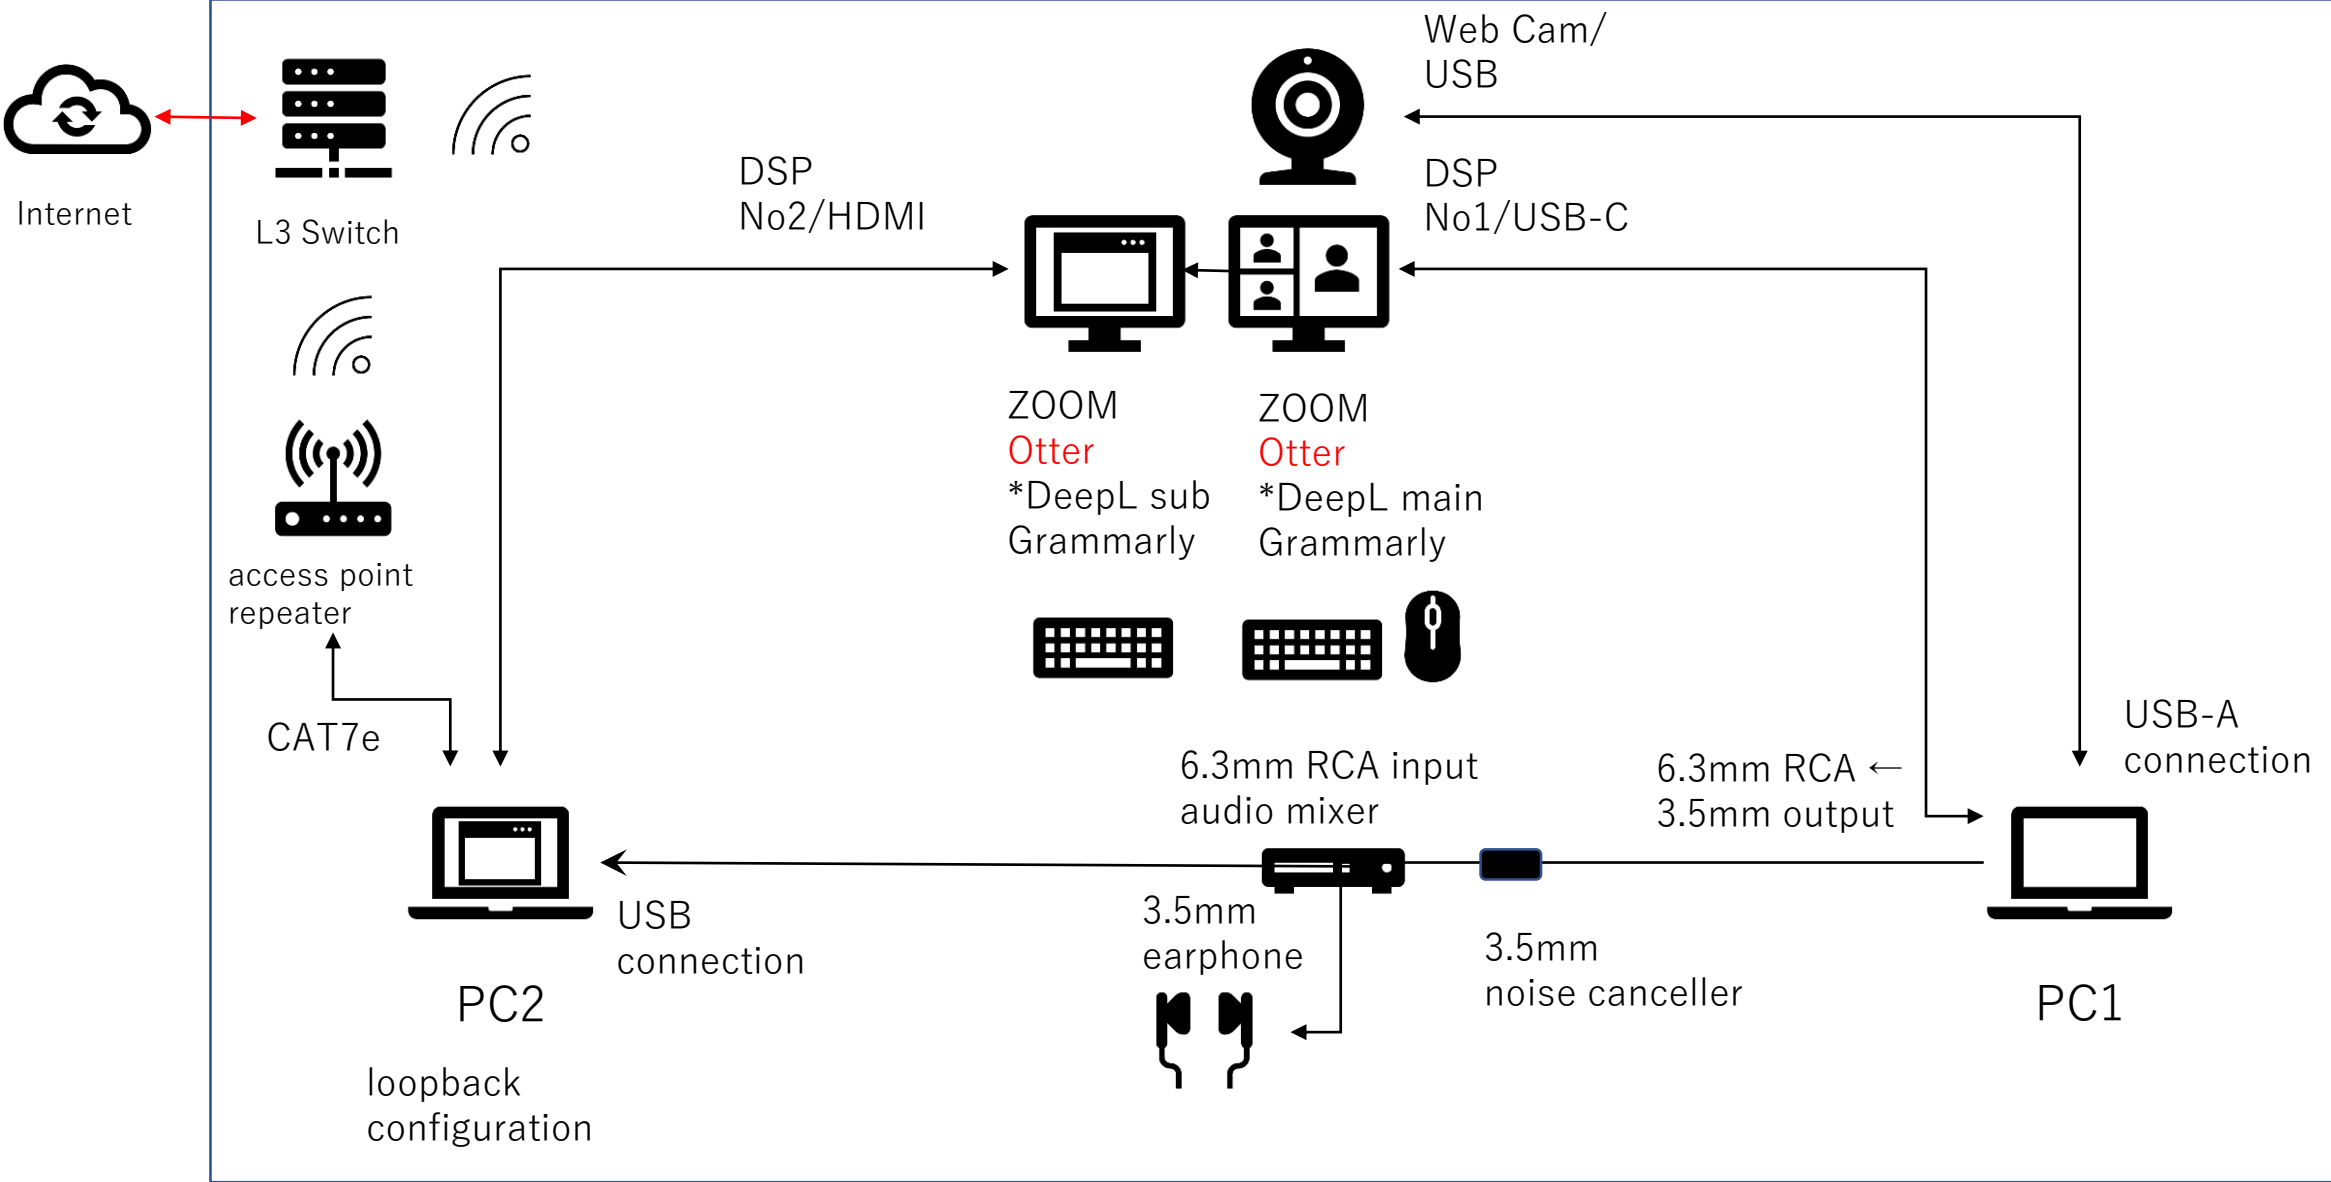 Internet
L3 Switch
access point
repeater
CAT7e
DSP
No2/HDMI
Web Cam/
USB
DSP
No1/USB-C
ZOOM
Otter
*DeepL sub
Grammarly
ZOOM
Otter
*DeepL main
Grammarly
USB-A
connection
6.3mm RCA input
audio mixer
6.3mm RCA ←
3.5mm output
USB
connection
3.5mm
earphone
3.5mm
noise canceller
PC2
PC1
loopback
configuration